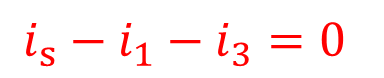 iₛ − i₁ − i₃ = 0